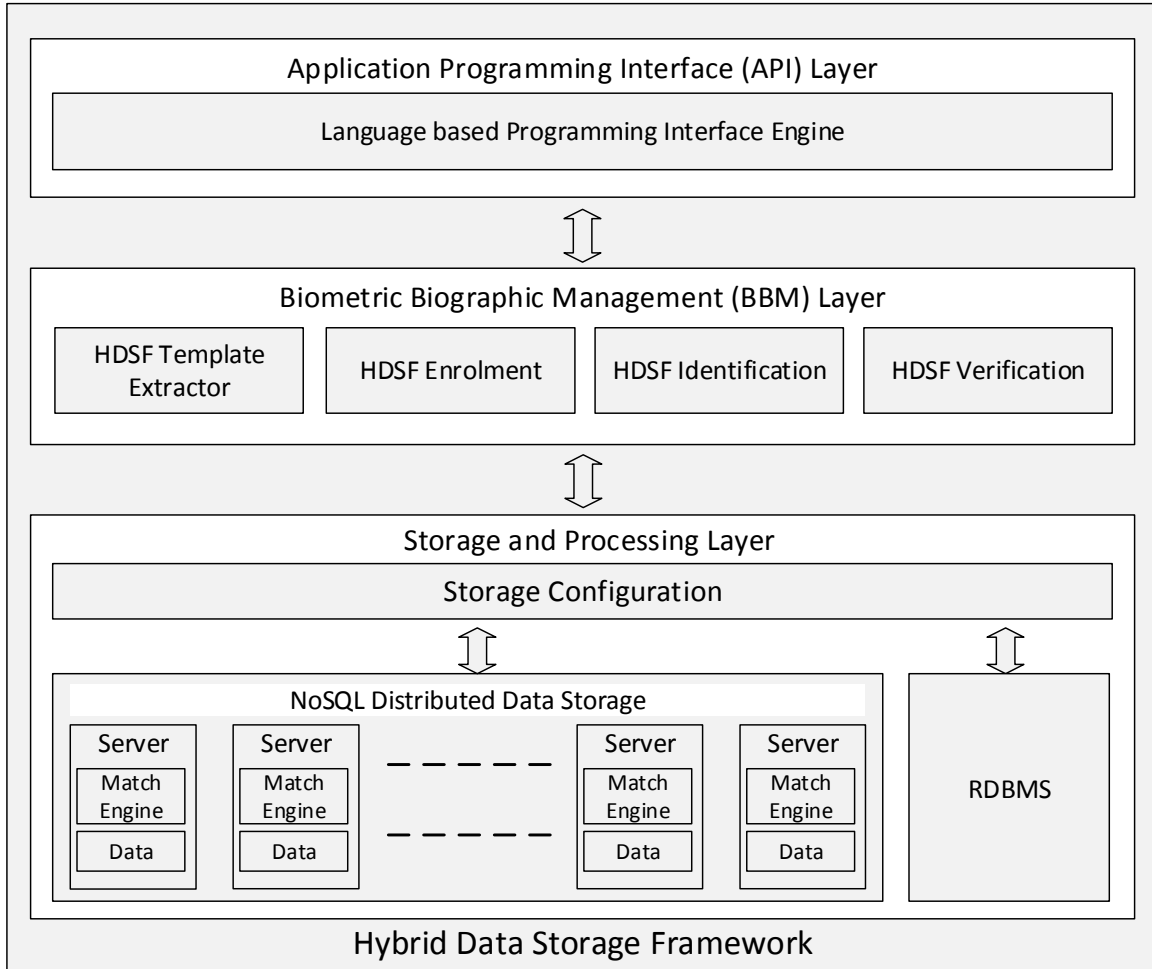 Application Programming Interface (API) Layer
Language based Programming Interface Engine
Biometric Biographic Management (BBM) Layer
HDSF Template
Extractor
HDSF Enrolment
HDSF Identification
HDSF Verification
Storage and Processing Layer
Storage Configuration
NoSQL Distributed Data Storage
Server
Match
Engine
Data
Server
Match
Engine
Data
Server
Match
Engine
Data
Server
Match
Engine
Data
RDBMS
Hybrid Data Storage Framework